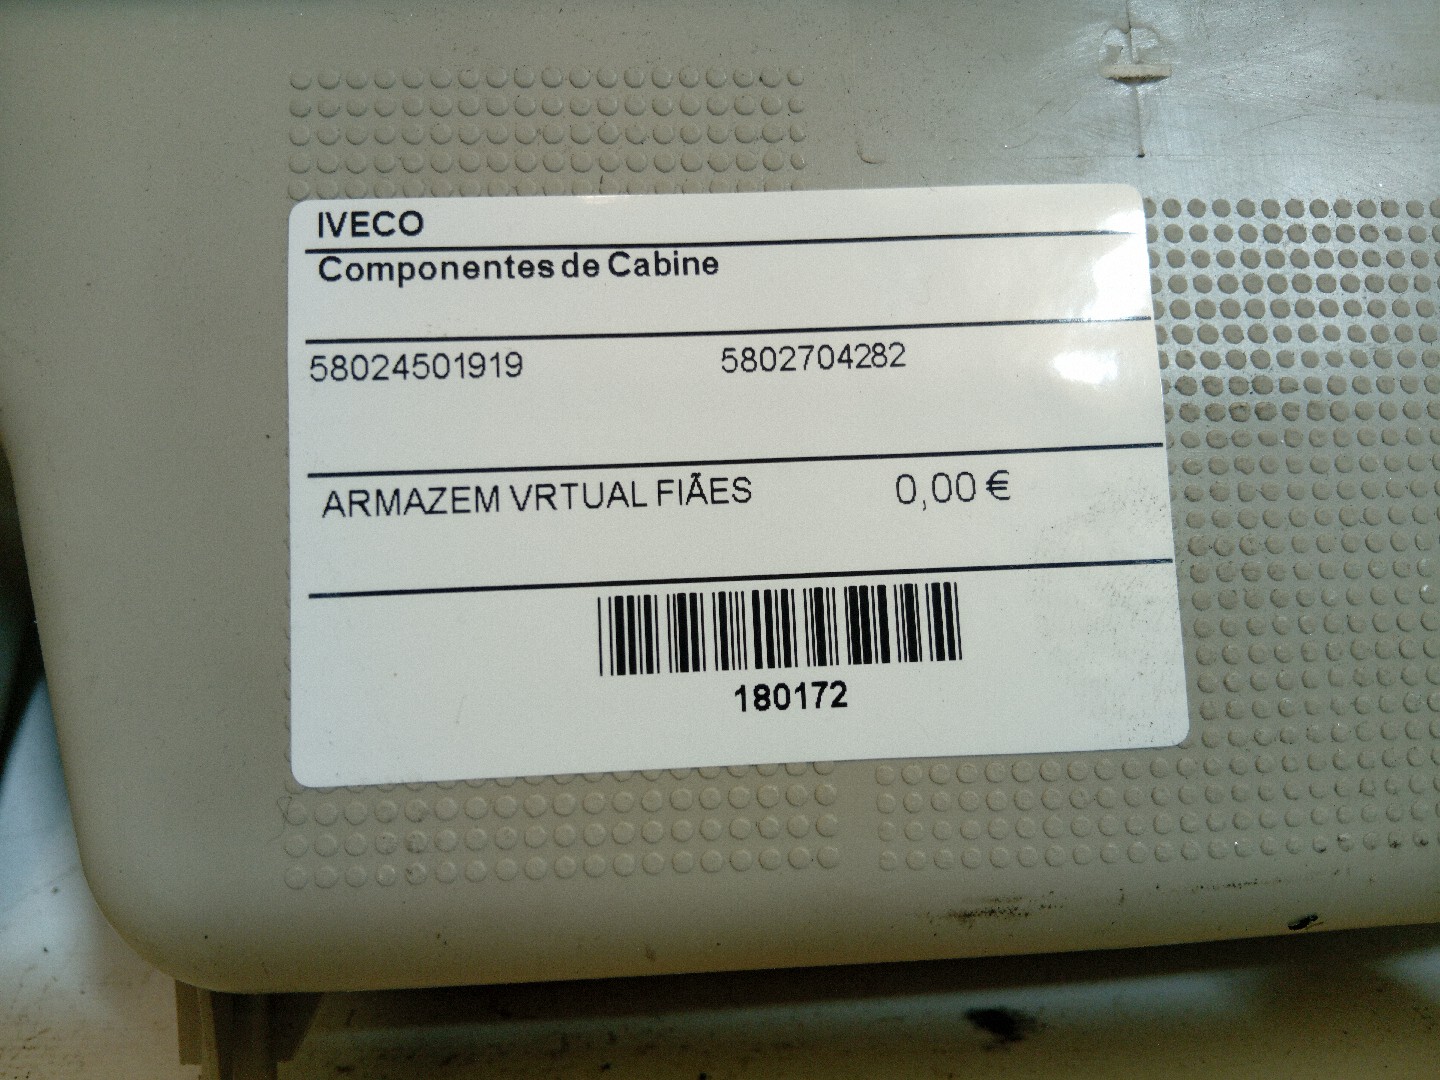 IVECO
Componentes de Cabine
58024501919 5802704282
ARMAZEM VRTUAL FIÃES 0,00 €
180172